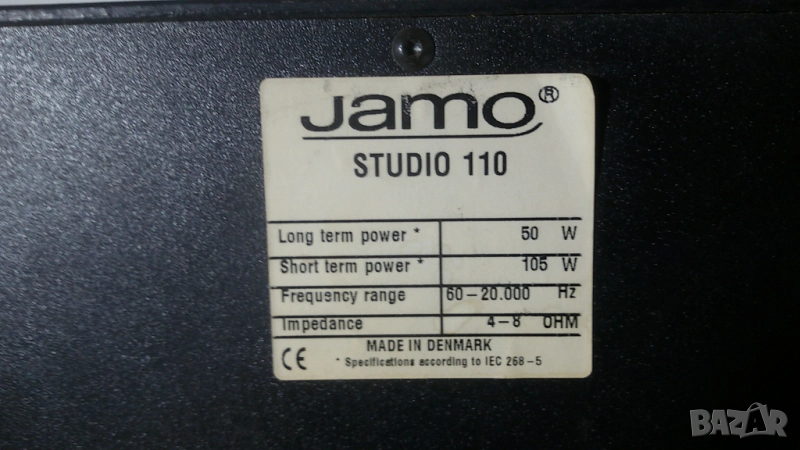 Jamo®
STUDIO 110
Long term power * 50 W
Short term power * 105 W
Frequency range 60-20.000 Hz
Impedance 4-8 OHM
MADE IN DENMARK
CE * Specifications according to IEC 268-5
BAZAR